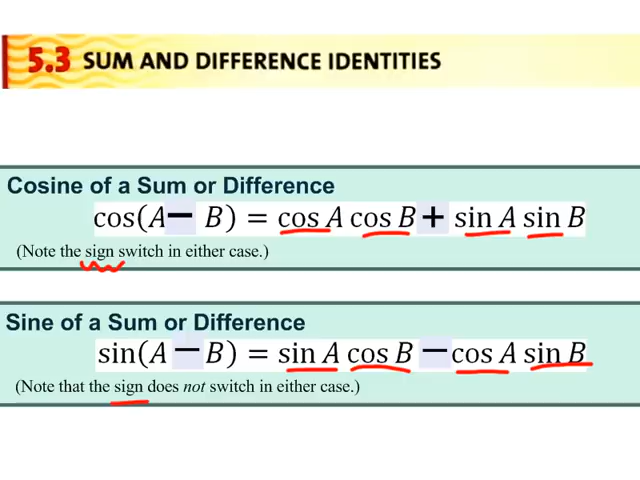 5.3 SUM AND DIFFERENCE IDENTITIES
Cosine of a Sum or Difference
cos(A − B) = cos A cos B + sin A sin B
(Note the sign switch in either case.)
Sine of a Sum or Difference
sin(A − B) = sin A cos B − cos A sin B
(Note that the sign does not switch in either case.)